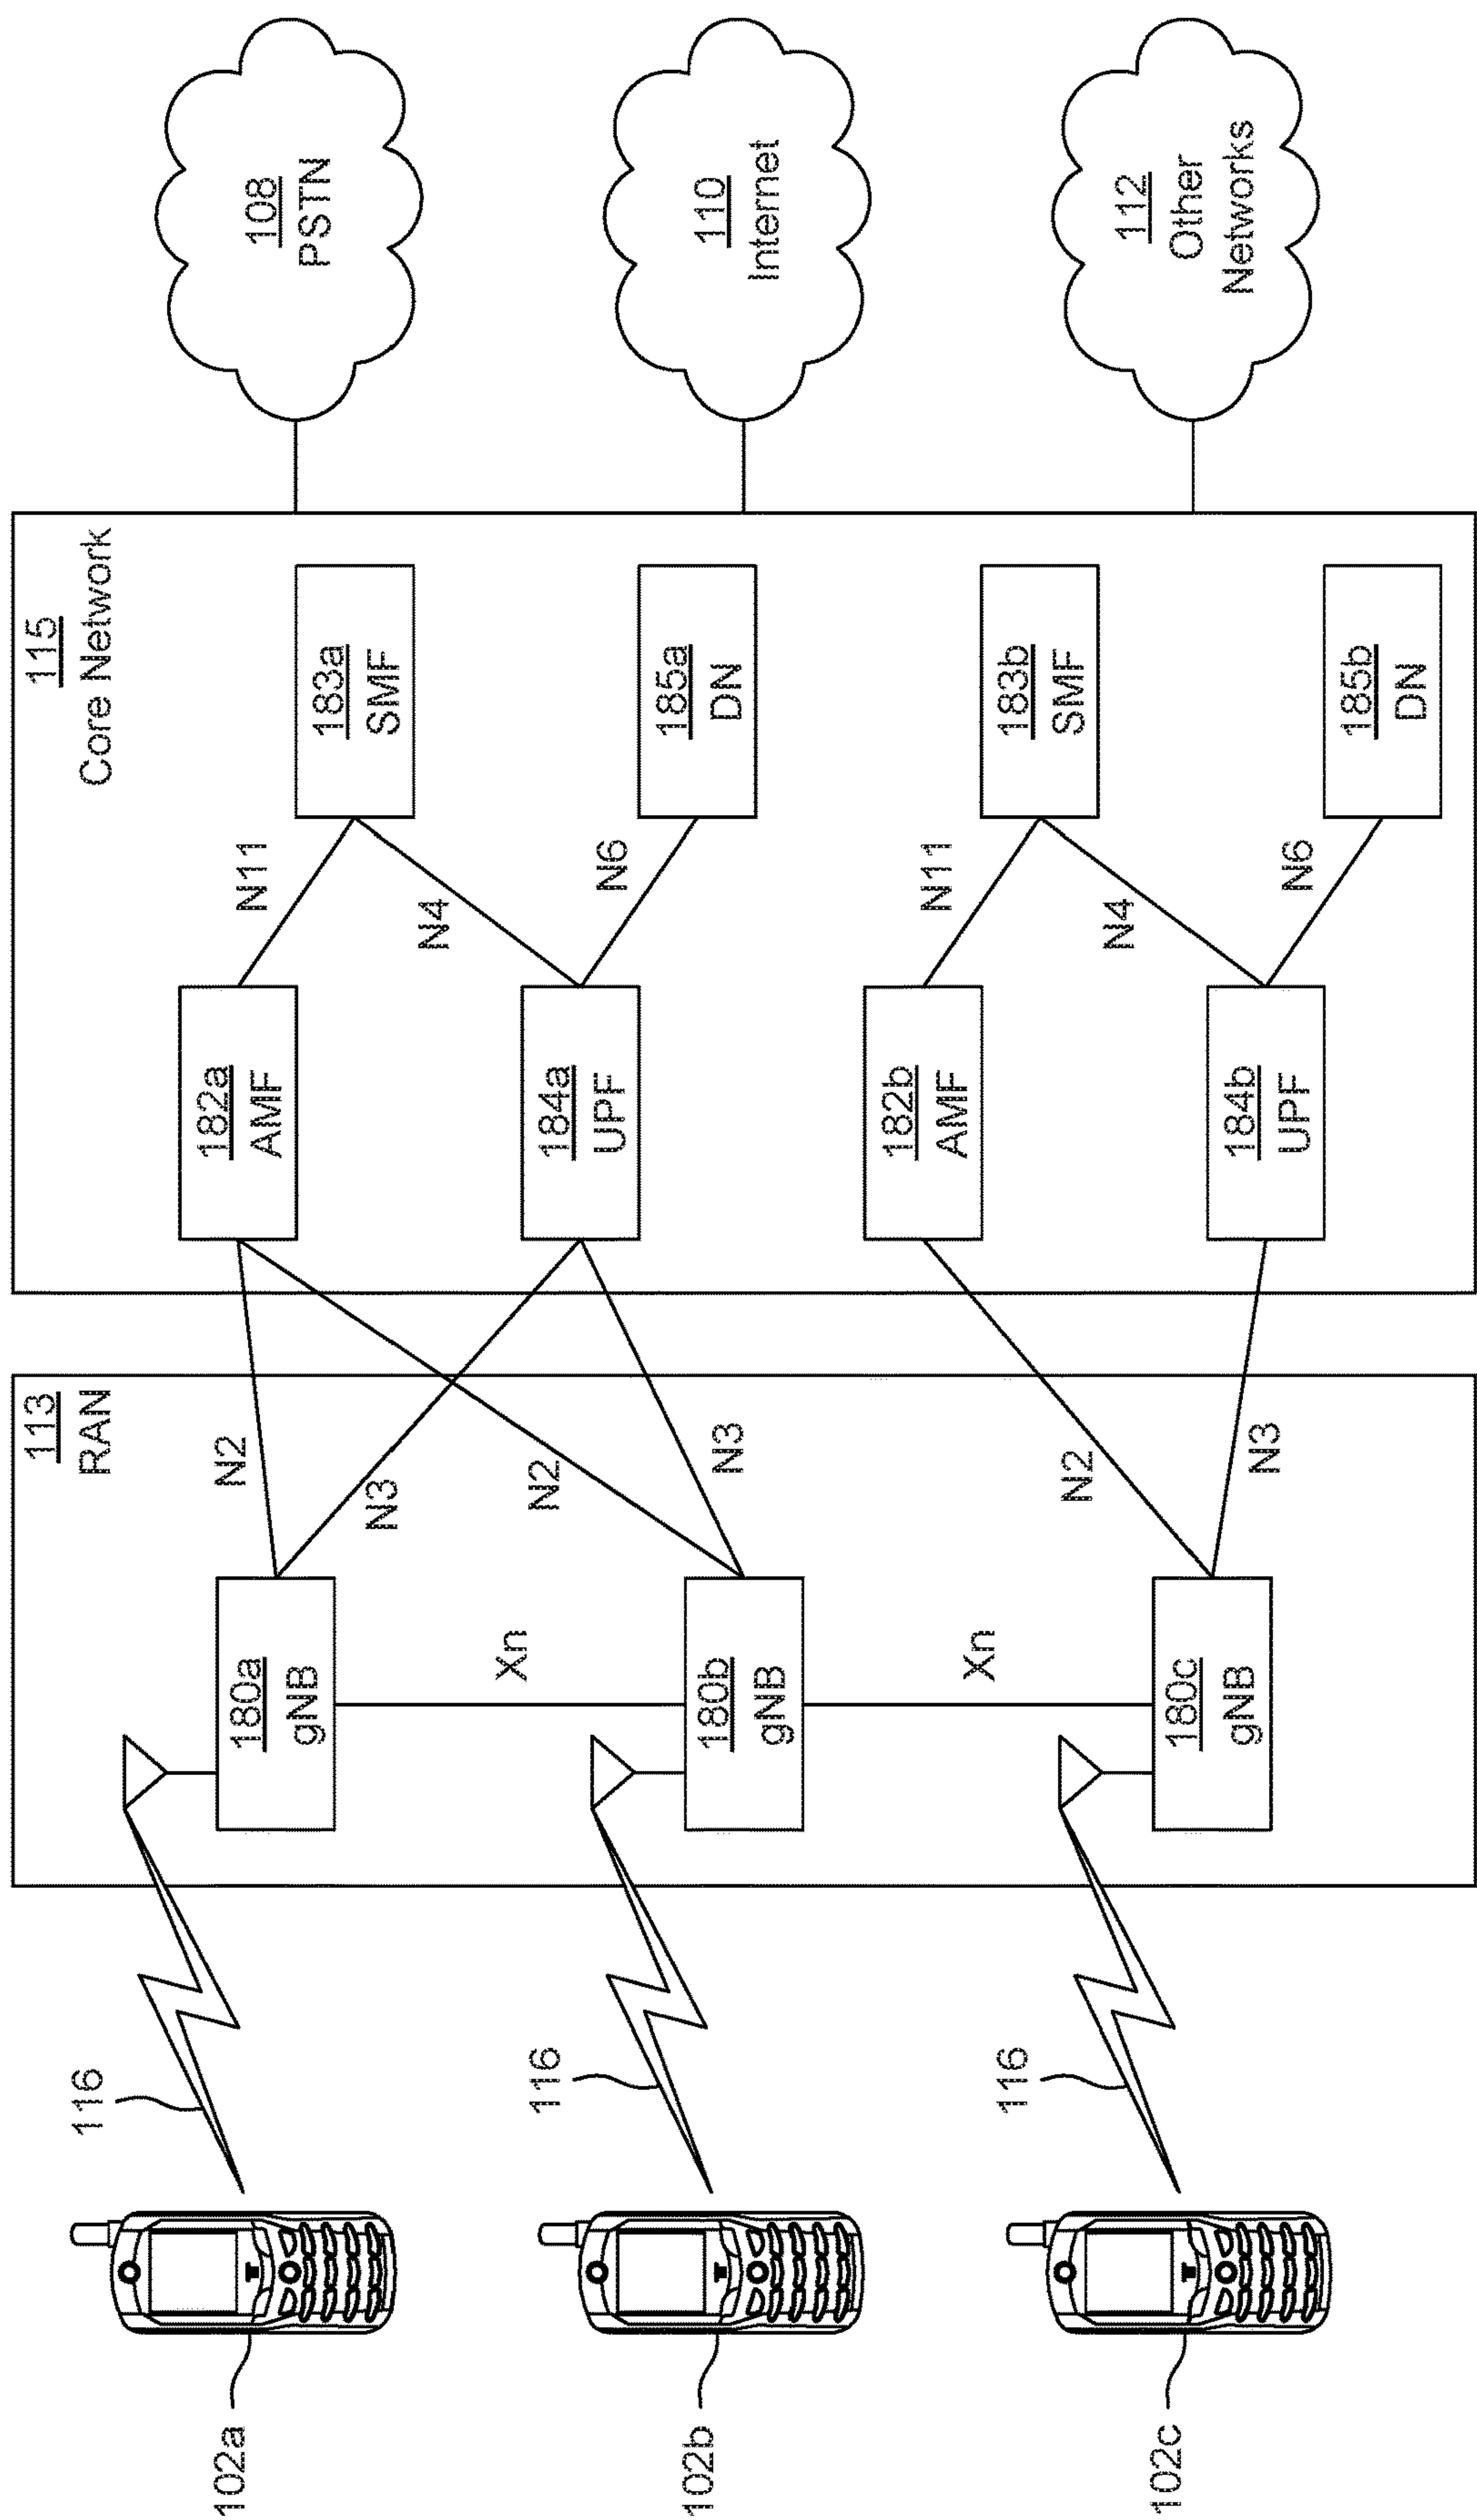 102a
102b
102c
116
116
116
113
RAN
180a
gNB
Xn
180b
gNB
Xn
180c
gNB
N2
N3
N2
N3
N2
N3
115
Core Network
182a
AMF
184a
UPF
182b
AMF
184b
UPF
N11
N4
N6
N11
N4
N6
183a
SMF
185a
DN
183b
SMF
185b
DN
108
PSTN
110
Internet
112
Other
Networks